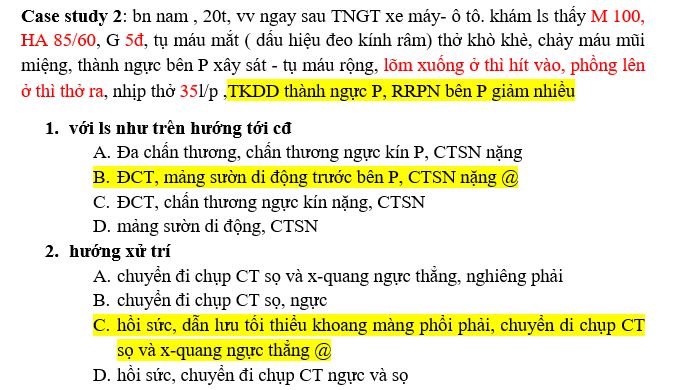 Case study 2: bn nam , 20t, vv ngay sau TNGT xe máy- ô tô. khám ls thấy M 100,
HA 85/60, G 5đ, tụ máu mắt ( dấu hiệu đeo kính râm) thở khò khè, chảy máu mũi
miệng, thành ngực bên P xây sát - tụ máu rộng, lõm xuống ở thì hít vào, phồng lên
ở thì thở ra, nhịp thở 35l/p ,TKDD thành ngực P, RRPN bên P giảm nhiều
1. với ls như trên hướng tới cđ
A. Đa chấn thương, chấn thương ngực kín P, CTSN nặng
B. ĐCT, mảng sườn di động trước bên P, CTSN nặng @
C. ĐCT, chấn thương ngực kín nặng, CTSN
D. mảng sườn di động, CTSN
2. hướng xử trí
A. chuyển đi chụp CT sọ và x-quang ngực thẳng, nghiêng phải
B. chuyển đi chụp CT sọ, ngực
C. hồi sức, dẫn lưu tối thiểu khoang màng phổi phải, chuyển di chụp CT
sọ và x-quang ngực thẳng @
D. hồi sức, chuyển đi chụp CT ngực và sọ